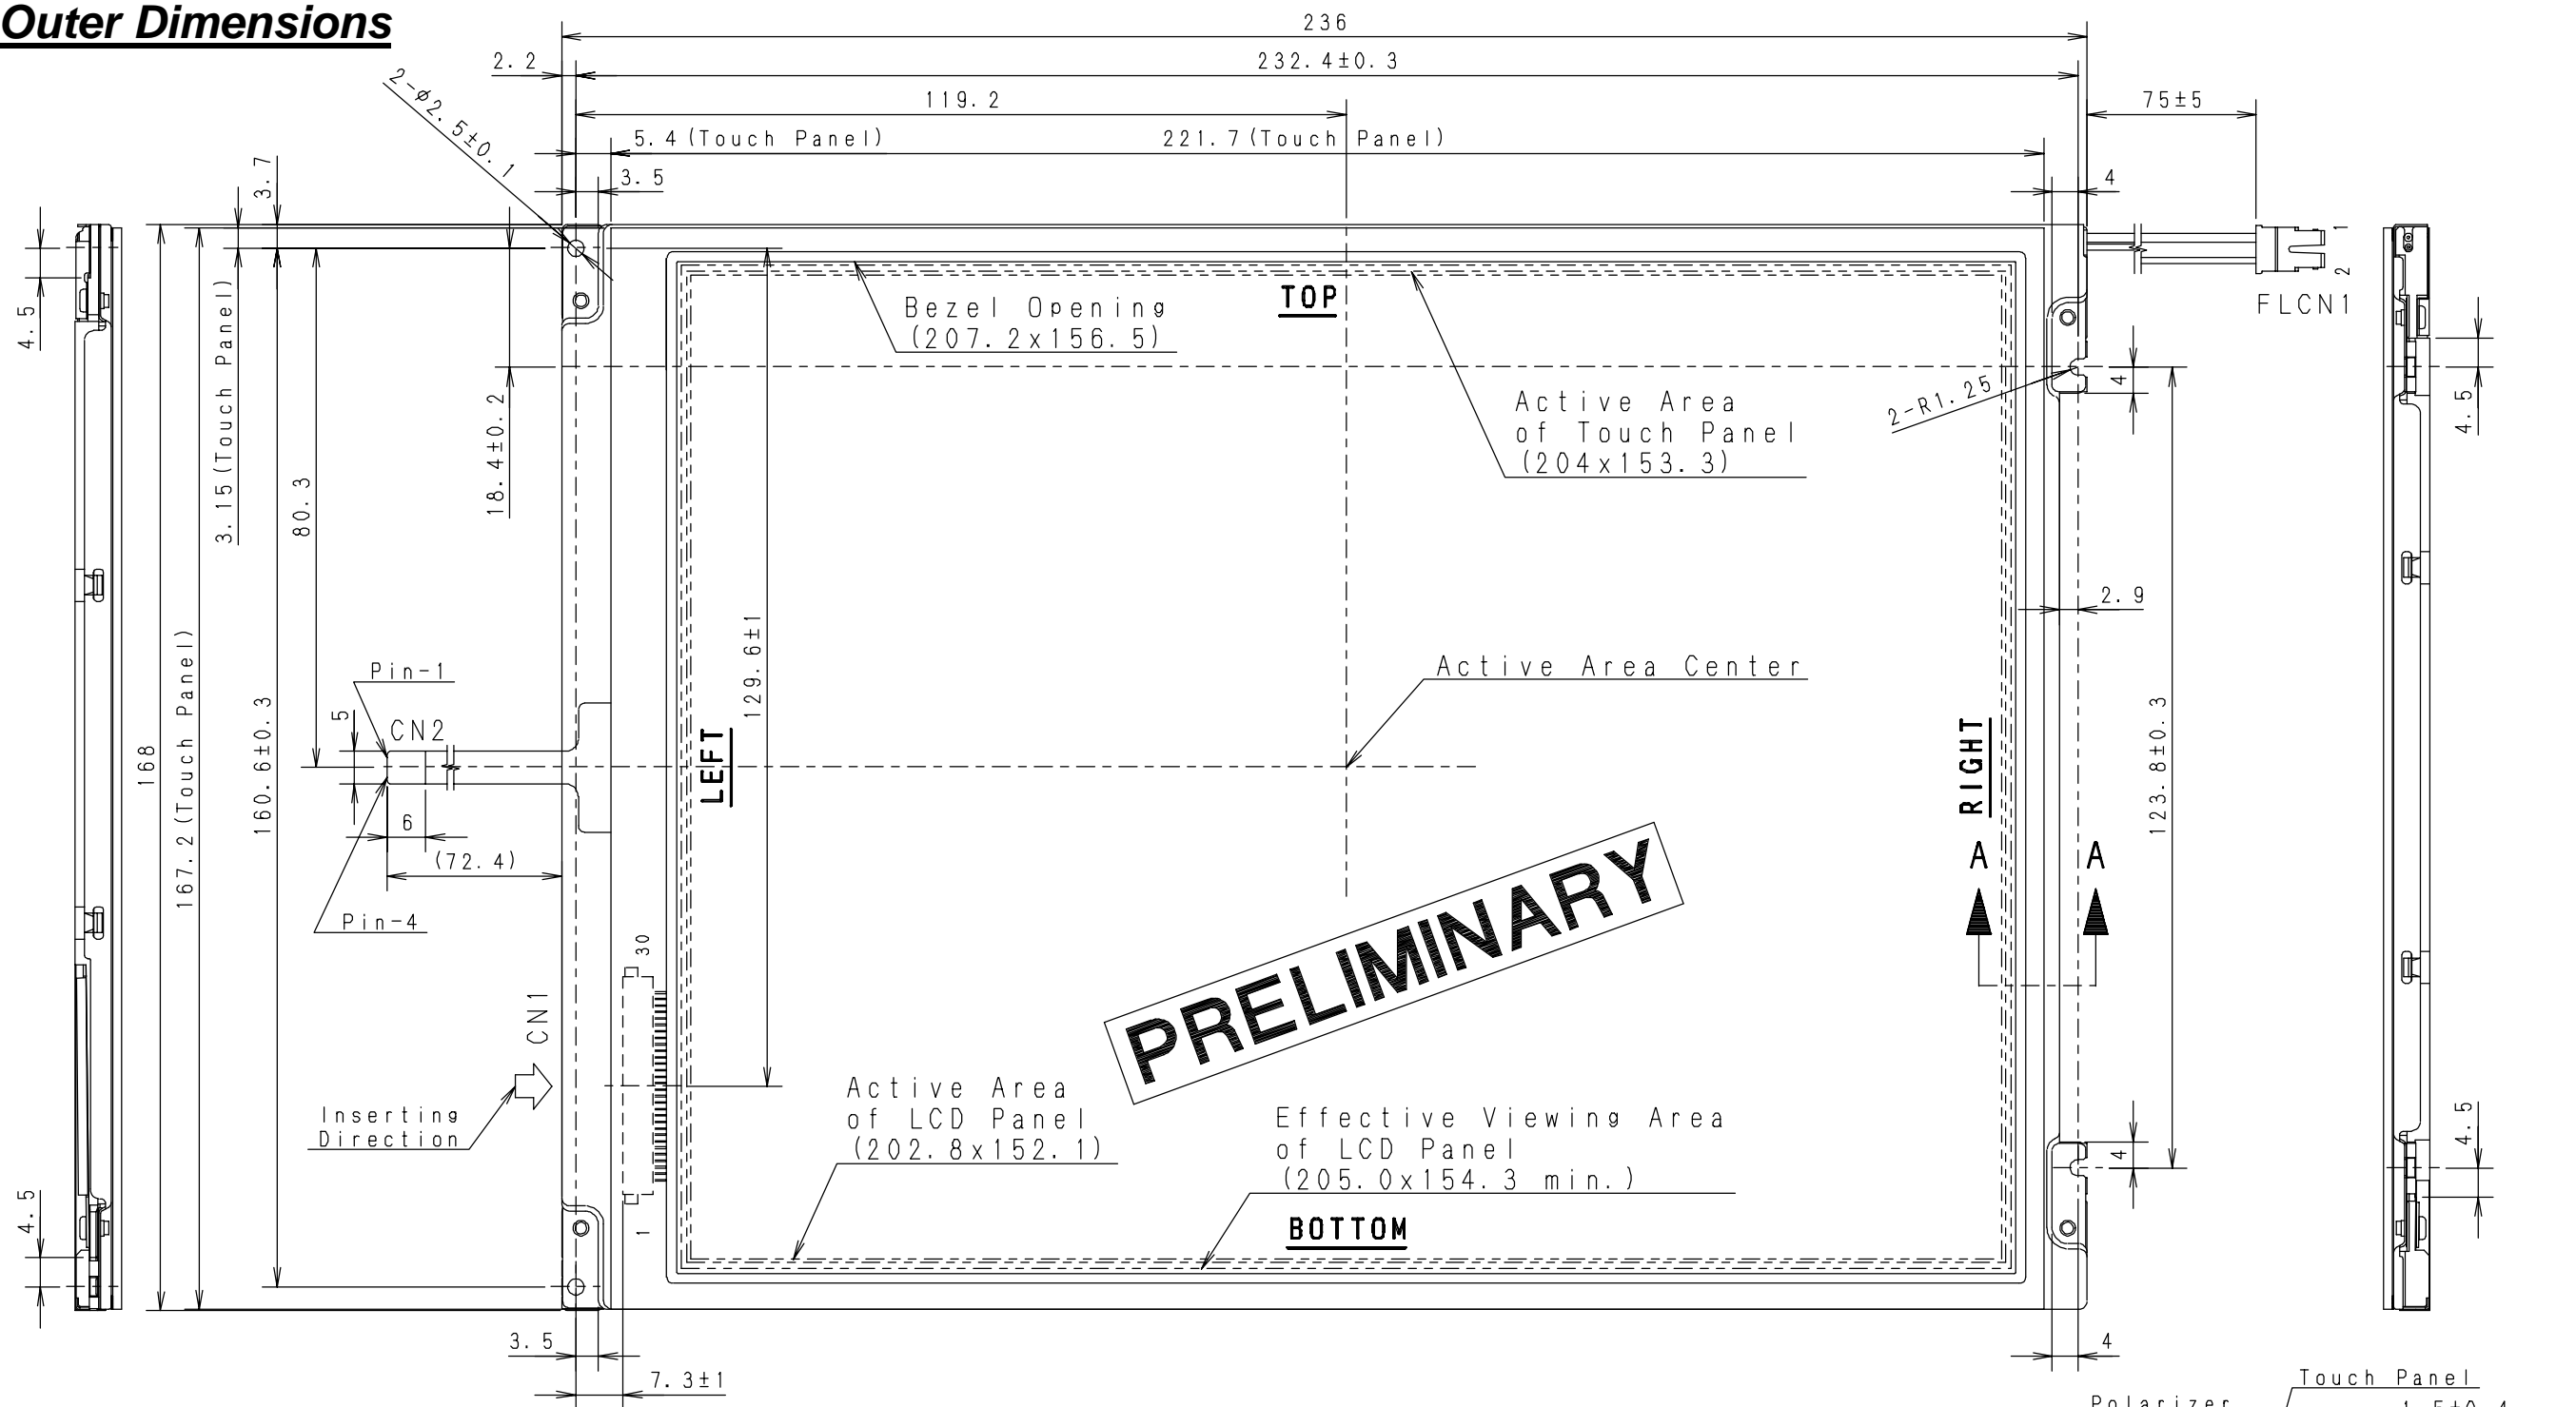 Outer Dimensions
236
2.2
232.4±0.3
2-φ2.5±0.1
119.2
75±5
5.4(Touch Panel)
221.7(Touch Panel)
3.7
3.5
4
1
2
FLCN1
4.5
3.15(Touch Panel)
Bezel Opening
(207.2x156.5)
TOP
18.4±0.2
80.3
Active Area
of Touch Panel
(204x153.3)
2-R1.25
4
4.5
2.9
129.6±1
Pin-1
Active Area Center
5
CN2
168
167.2(Touch Panel)
160.6±0.3
LEFT
RIGHT
123.8±0.3
6
(72.4)
Pin-4
A
A
PRELIMINARY
30
CN1
Inserting
Direction
Active Area
of LCD Panel
(202.8x152.1)
Effective Viewing Area
of LCD Panel
(205.0x154.3 min.)
BOTTOM
4
4.5
4.5
1
3.5
7.3±1
4
Touch Panel
Polarizer